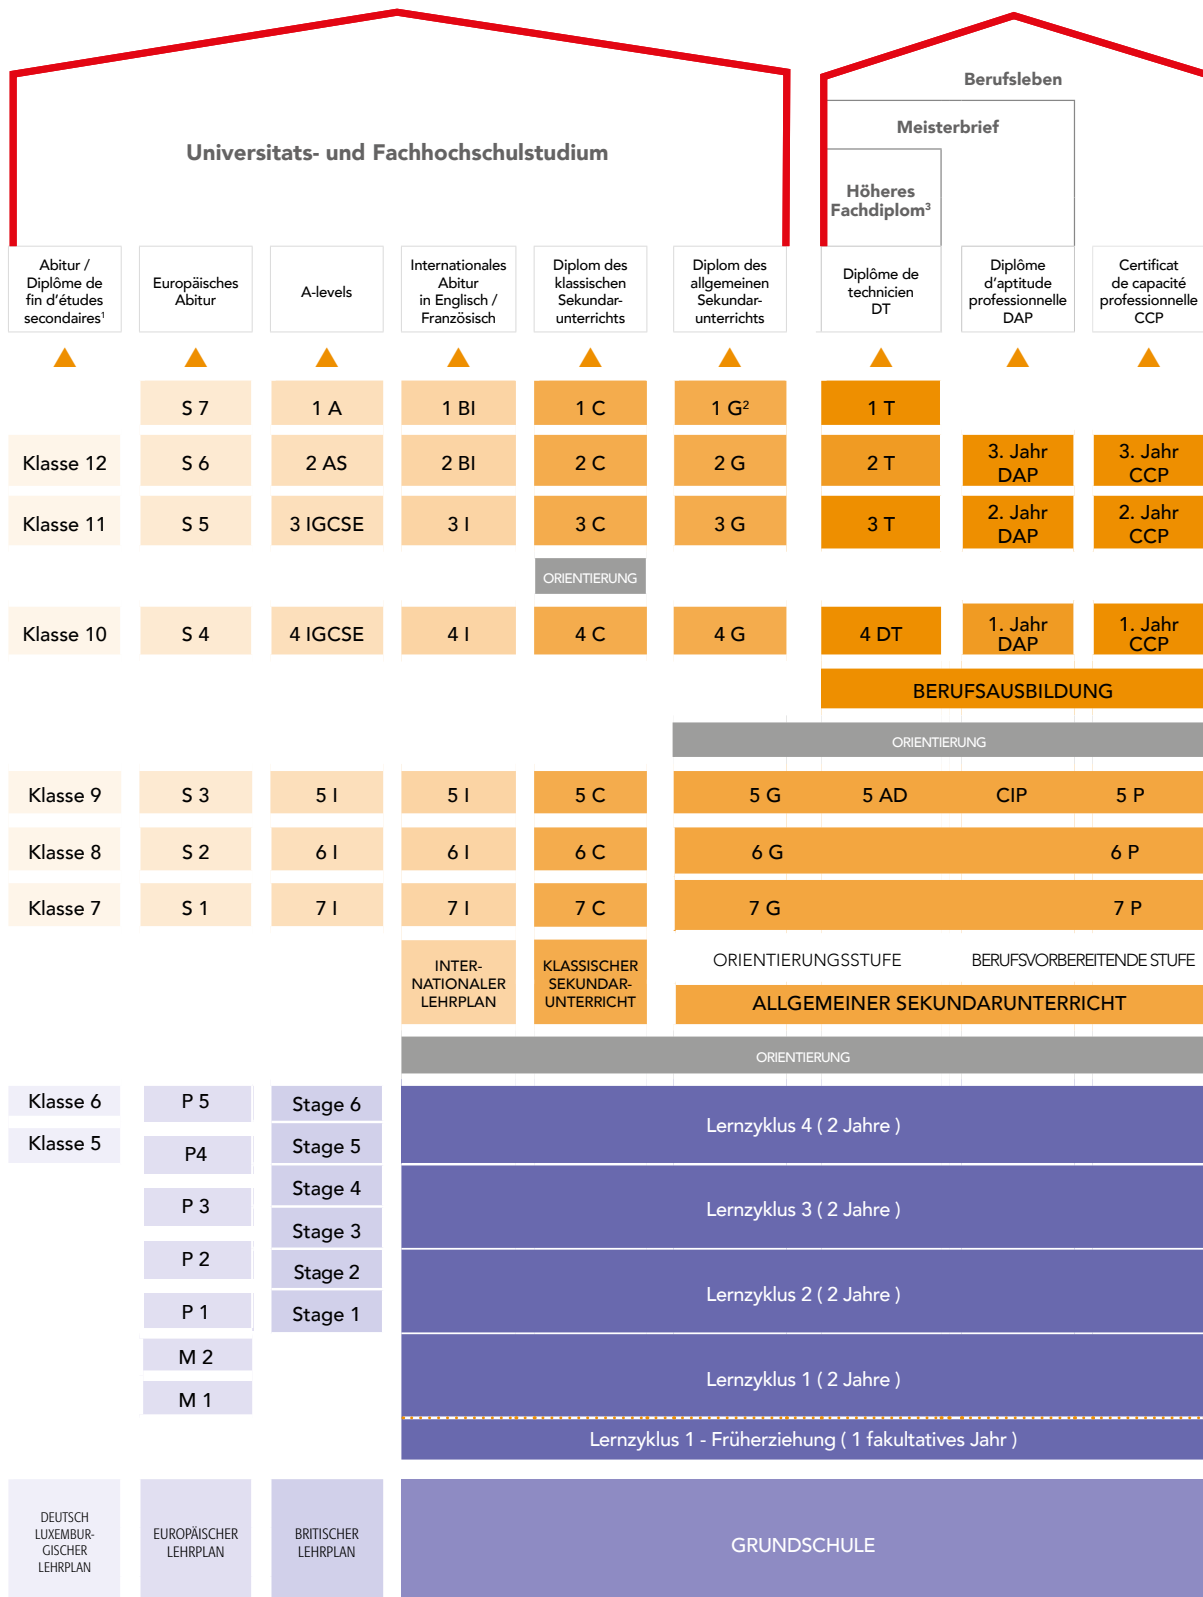 Berufsleben
Meisterbrief
Universitats- und Fachhochschulstudium
Höheres
Fachdiplom³
Abitur /
Diplôme de
fin d'études
secondaires¹
Europäisches
Abitur
A-levels
Internationales
Abitur
in Englisch /
Französisch
Diplom des
klassischen
Sekundar-
unterrichts
Diplom des
allgemeinen
Sekundar-
unterrichts
Diplôme de
technicien
DT
Diplôme
d'aptitude
professionnelle
DAP
Certificat
de capacité
professionnelle
CCP
S 7 1 A 1 BI 1 C 1 G² 1 T
Klasse 12 S 6 2 AS 2 BI 2 C 2 G 2 T 3. Jahr DAP 3. Jahr CCP
Klasse 11 S 5 3 IGCSE 3 I 3 C 3 G 3 T 2. Jahr DAP 2. Jahr CCP
ORIENTIERUNG
Klasse 10 S 4 4 IGCSE 4 I 4 C 4 G 4 DT 1. Jahr DAP 1. Jahr CCP
BERUFSAUSBILDUNG
ORIENTIERUNG
Klasse 9 S 3 5 I 5 I 5 C 5 G 5 AD CIP 5 P
Klasse 8 S 2 6 I 6 I 6 C 6 G 6 P
Klasse 7 S 1 7 I 7 I 7 C 7 G 7 P
INTER-
NATIONALER
LEHRPLAN
KLASSISCHER
SEKUNDAR-
UNTERRICHT
ORIENTIERUNGSSTUFE BERUFSVORBEREITENDE STUFE
ALLGEMEINER SEKUNDARUNTERRICHT
ORIENTIERUNG
Klasse 6
Klasse 5
P 5
P4
P 3
P 2
P 1
M 2
M 1
Stage 6
Stage 5
Stage 4
Stage 3
Stage 2
Stage 1
Lernzyklus 4 ( 2 Jahre )
Lernzyklus 3 ( 2 Jahre )
Lernzyklus 2 ( 2 Jahre )
Lernzyklus 1 ( 2 Jahre )
Lernzyklus 1 - Früherziehung ( 1 fakultatives Jahr )
DEUTSCH
LUXEMBUR-
GISCHER
LEHRPLAN
EUROPÄISCHER
LEHRPLAN
BRITISCHER
LEHRPLAN
GRUNDSCHULE